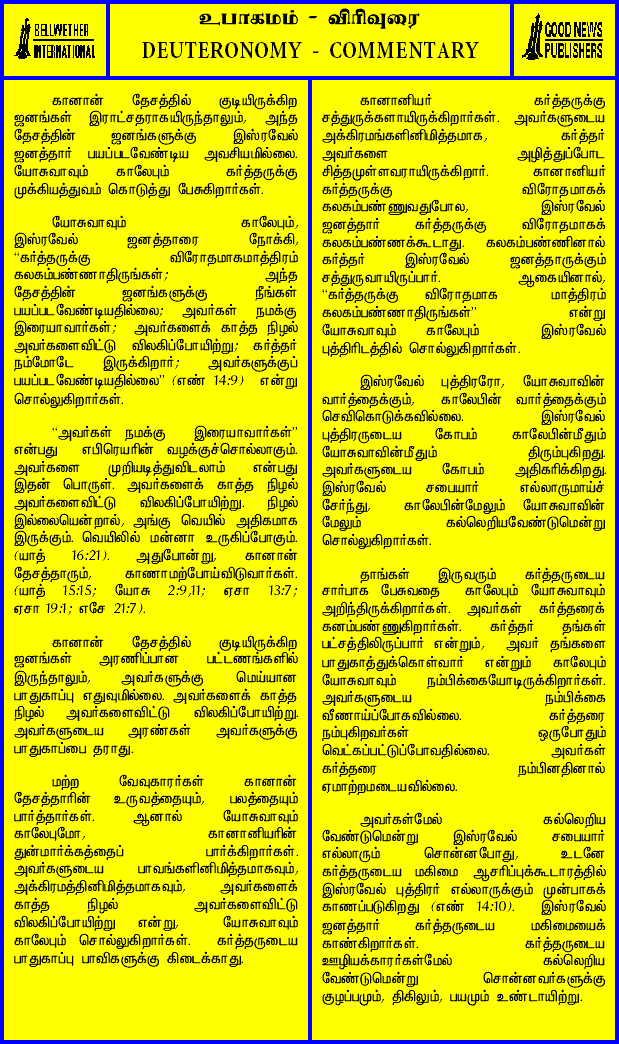 BELLWETHER
INTERNATIONAL
உபாகமம் - விரிவுரை
DEUTERONOMY - COMMENTARY
GOOD NEWS
PUBLISHERS
கானான் தேசத்தில் குடியிருக்கிற
ஜனங்கள் இராட்சதராகயிருந்தாலும், அந்த
தேசத்தின் ஜனங்களுக்கு இஸ்ரவேல்
ஜனத்தார் பயப்படவேண்டிய அவசியமில்லை.
யோசுவாவும் காலேபும் கர்த்தருக்கு
முக்கியத்துவம் கொடுத்து பேசுகிறார்கள்.
யோசுவாவும் காலேபும்,
இஸ்ரவேல் ஜனத்தாரை நோக்கி,
“கர்த்தருக்கு விரோதமாகமாத்திரம்
கலகம்பண்ணாதிருங்கள்; அந்த
தேசத்தின் ஜனங்களுக்கு நீங்கள்
பயப்படவேண்டியதில்லை; அவர்கள் நமக்கு
இரையாவார்கள்; அவர்களைக் காத்த நிழல்
அவர்களைவிட்டு விலகிப்போயிற்று; கர்த்தர்
நம்மோடே இருக்கிறார்; அவர்களுக்குப்
பயப்படவேண்டியதில்லை” (எண் 14:9) என்று
சொல்லுகிறார்கள்.
“அவர்கள் நமக்கு இரையாவார்கள்”
என்பது எபிரெயரின் வழக்குச்சொல்லாகும்.
அவர்களை முறியடித்துவிடலாம் என்பது
இதன் பொருள். அவர்களைக் காத்த நிழல்
அவர்களைவிட்டு விலகிப்போயிற்று. நிழல்
இல்லையென்றால், அங்கு வெயில் அதிகமாக
இருக்கும். வெயிலில் மன்னா உருகிப்போகும்.
(யாத் 16:21). அதுபோன்று, கானான்
தேசத்தாரும், காணாமற்போய்விடுவார்கள்.
(யாத் 15:15; யோசு 2:9,11; ஏசா 13:7;
ஏசா 19:1; எசே 21:7).
கானான் தேசத்தில் குடியிருக்கிற
ஜனங்கள் அரணிப்பான பட்டணங்களில்
இருந்தாலும், அவர்களுக்கு மெய்யான
பாதுகாப்பு எதுவுமில்லை. அவர்களைக் காத்த
நிழல் அவர்களைவிட்டு விலகிப்போயிற்று.
அவர்களுடைய அரண்கள் அவர்களுக்கு
பாதுகாப்பை தராது.
மற்ற வேவுகாரர்கள் கானான்
தேசத்தாரின் உருவத்தையும், பலத்தையும்
பார்த்தார்கள். ஆனால் யோசுவாவும்
காலேபுமோ, கானானியரின்
துன்மார்க்கத்தைப் பார்க்கிறார்கள்.
அவர்களுடைய பாவங்களினிமித்தமாகவும்,
அக்கிரமத்தினிமித்தமாகவும், அவர்களைக்
காத்த நிழல் அவர்களைவிட்டு
விலகிப்போயிற்று என்று, யோசுவாவும்
காலேபும் சொல்லுகிறார்கள். கர்த்தருடைய
பாதுகாப்பு பாவிகளுக்கு கிடைக்காது.
கானானியர் கர்த்தருக்கு
சத்துருக்களாயிருக்கிறார்கள். அவர்களுடைய
அக்கிரமங்களினிமித்தமாக, கர்த்தர்
அவர்களை அழித்துப்போட
சித்தமுள்ளவராயிருக்கிறார். கானானியர்
கர்த்தருக்கு விரோதமாகக்
கலகம்பண்ணுவதுபோல, இஸ்ரவேல்
ஜனத்தார் கர்த்தருக்கு விரோதமாகக்
கலகம்பண்ணக்கூடாது. கலகம்பண்ணினால்
கர்த்தர் இஸ்ரவேல் ஜனத்தாருக்கும்
சத்துருவாயிருப்பார். ஆகையினால்,
“கர்த்தருக்கு விரோதமாக மாத்திரம்
கலகம்பண்ணாதிருங்கள்” என்று
யோசுவாவும் காலேபும் இஸ்ரவேல்
புத்திரிடத்தில் சொல்லுகிறார்கள்.
இஸ்ரவேல் புத்திரரோ, யோசுவாவின்
வார்த்தைக்கும், காலேபின் வார்த்தைக்கும்
செவிகொடுக்கவில்லை. இஸ்ரவேல்
புத்திரருடைய கோபம் காலேபின்மீதும்
யோசுவாவின்மீதும் திரும்புகிறது.
அவர்களுடைய கோபம் அதிகரிக்கிறது.
இஸ்ரவேல் சபையார் எல்லாருமாய்ச்
சேர்ந்து, காலேபின்மேலும் யோசுவாவின்
மேலும் கல்லெறியவேண்டுமென்று
சொல்லுகிறார்கள்.
தாங்கள் இருவரும் கர்த்தருடைய
சார்பாக பேசுவதை காலேபும் யோசுவாவும்
அறிந்திருக்கிறார்கள். அவர்கள் கர்த்தரைக்
கனம்பண்ணுகிறார்கள். கர்த்தர் தங்கள்
பட்சத்திலிருப்பார் என்றும், அவர் தங்களை
பாதுகாத்துக்கொள்வார் என்றும் காலேபும்
யோசுவாவும் நம்பிக்கையோடிருக்கிறார்கள்.
அவர்களுடைய நம்பிக்கை
வீணாய்ப்போகவில்லை. கர்த்தரை
நம்புகிறவர்கள் ஒருபோதும்
வெட்கப்பட்டுப்போவதில்லை. அவர்கள்
கர்த்தரை நம்பினதினால்
ஏமாற்றமடையவில்லை.
அவர்கள்மேல் கல்லெறிய
வேண்டுமென்று இஸ்ரவேல் சபையார்
எல்லாரும் சொன்னபோது, உடனே
கர்த்தருடைய மகிமை ஆசரிப்புக்கூடாரத்தில்
இஸ்ரவேல் புத்திரர் எல்லாருக்கும் முன்பாகக்
காணப்படுகிறது (எண் 14:10). இஸ்ரவேல்
ஜனத்தார் கர்த்தருடைய மகிமையைக்
காண்கிறார்கள். கர்த்தருடைய
ஊழியக்காரர்கள்மேல் கல்லெறிய
வேண்டுமென்று சொன்னவர்களுக்கு
குழப்பமும், திகிலும், பயமும் உண்டாயிற்று.